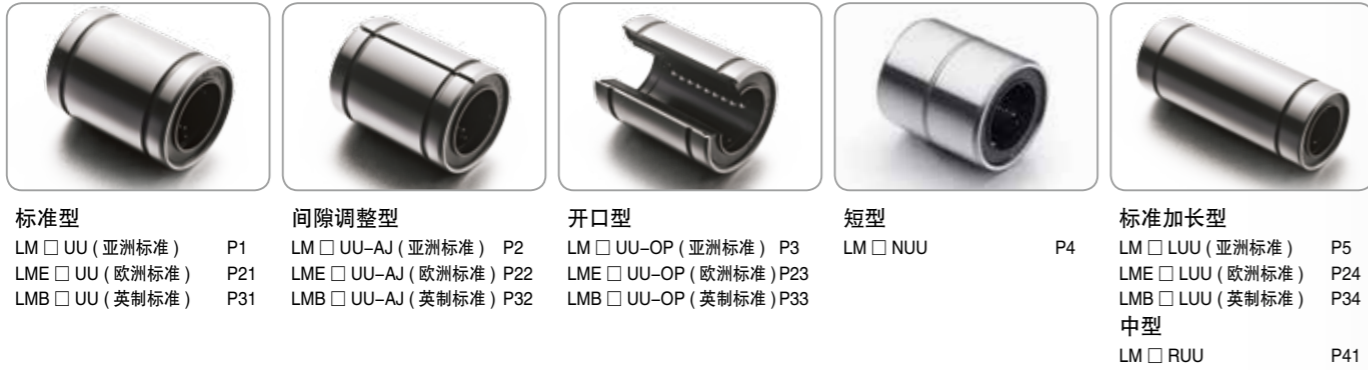 标准型
LM □ UU ( 亚洲标准 ) P1
LME □ UU ( 欧洲标准 ) P21
LMB □ UU ( 英制标准 ) P31
间隙调整型
LM □ UU-AJ ( 亚洲标准 ) P2
LME □ UU-AJ ( 欧洲标准 ) P22
LMB □ UU-AJ ( 英制标准 ) P32
开口型
LM □ UU-OP ( 亚洲标准 ) P3
LME □ UU-OP ( 欧洲标准 ) P23
LMB □ UU-OP ( 英制标准 ) P33
短型
LM □ NUU P4
标准加长型
LM □ LUU ( 亚洲标准 ) P5
LME □ LUU ( 欧洲标准 ) P24
LMB □ LUU ( 英制标准 ) P34
中型
LM □ RUU P41